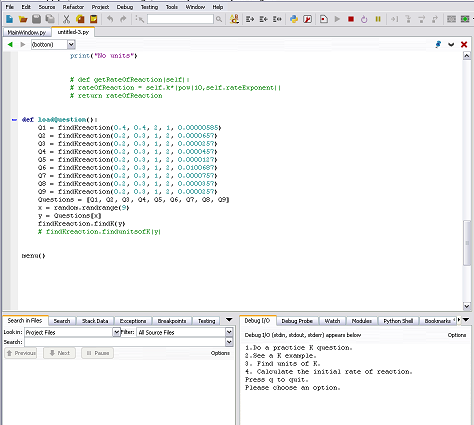 File Edit Source Refactor Project Debug Testing Tools Window Help
MainWindow.py untitled-3.py
(bottom)
print("No units")
# def getRateOfReaction(self):
# rateOfReaction = self.k*(pow(i0,self.rateExponent))
# return rateOfReaction
def loadQuestion():
Q1 = findKreaction(0.4, 0.4, 2, 1, 0.00000585)
Q2 = findKreaction(0.2, 0.3, 1, 2, 0.0000657)
Q3 = findKreaction(0.2, 0.3, 1, 2, 0.0000257)
Q4 = findKreaction(0.2, 0.3, 1, 2, 0.0000457)
Q5 = findKreaction(0.2, 0.3, 1, 2, 0.0000127)
Q6 = findKreaction(0.2, 0.3, 1, 2, 0.0100687)
Q7 = findKreaction(0.2, 0.3, 1, 2, 0.0000757)
Q8 = findKreaction(0.2, 0.3, 1, 2, 0.0000357)
Q9 = findKreaction(0.2, 0.3, 1, 2, 0.0000257)
Questions = [Q1, Q2, Q3, Q4, Q5, Q6, Q7, Q8, Q9]
x = random.randrange(9)
y = Questions[x]
findKreaction.findK(y)
# findKreaction.findunitsofK(y)
menu()
Search in Files Search Stack Data Exceptions Breakpoints Testing
Look in: Project Files Filter: All Source Files
Search:
Previous Next Pause Options
Debug I/O Debug Probe Watch Modules Python Shell Bookmarks
Debug I/O (stdin, stdout, stderr) appears below Options
1.Do a practice K question.
2.See a K example.
3. Find units of K.
4. Calculate the initial rate of reaction.
Press q to quit.
Please choose an option.